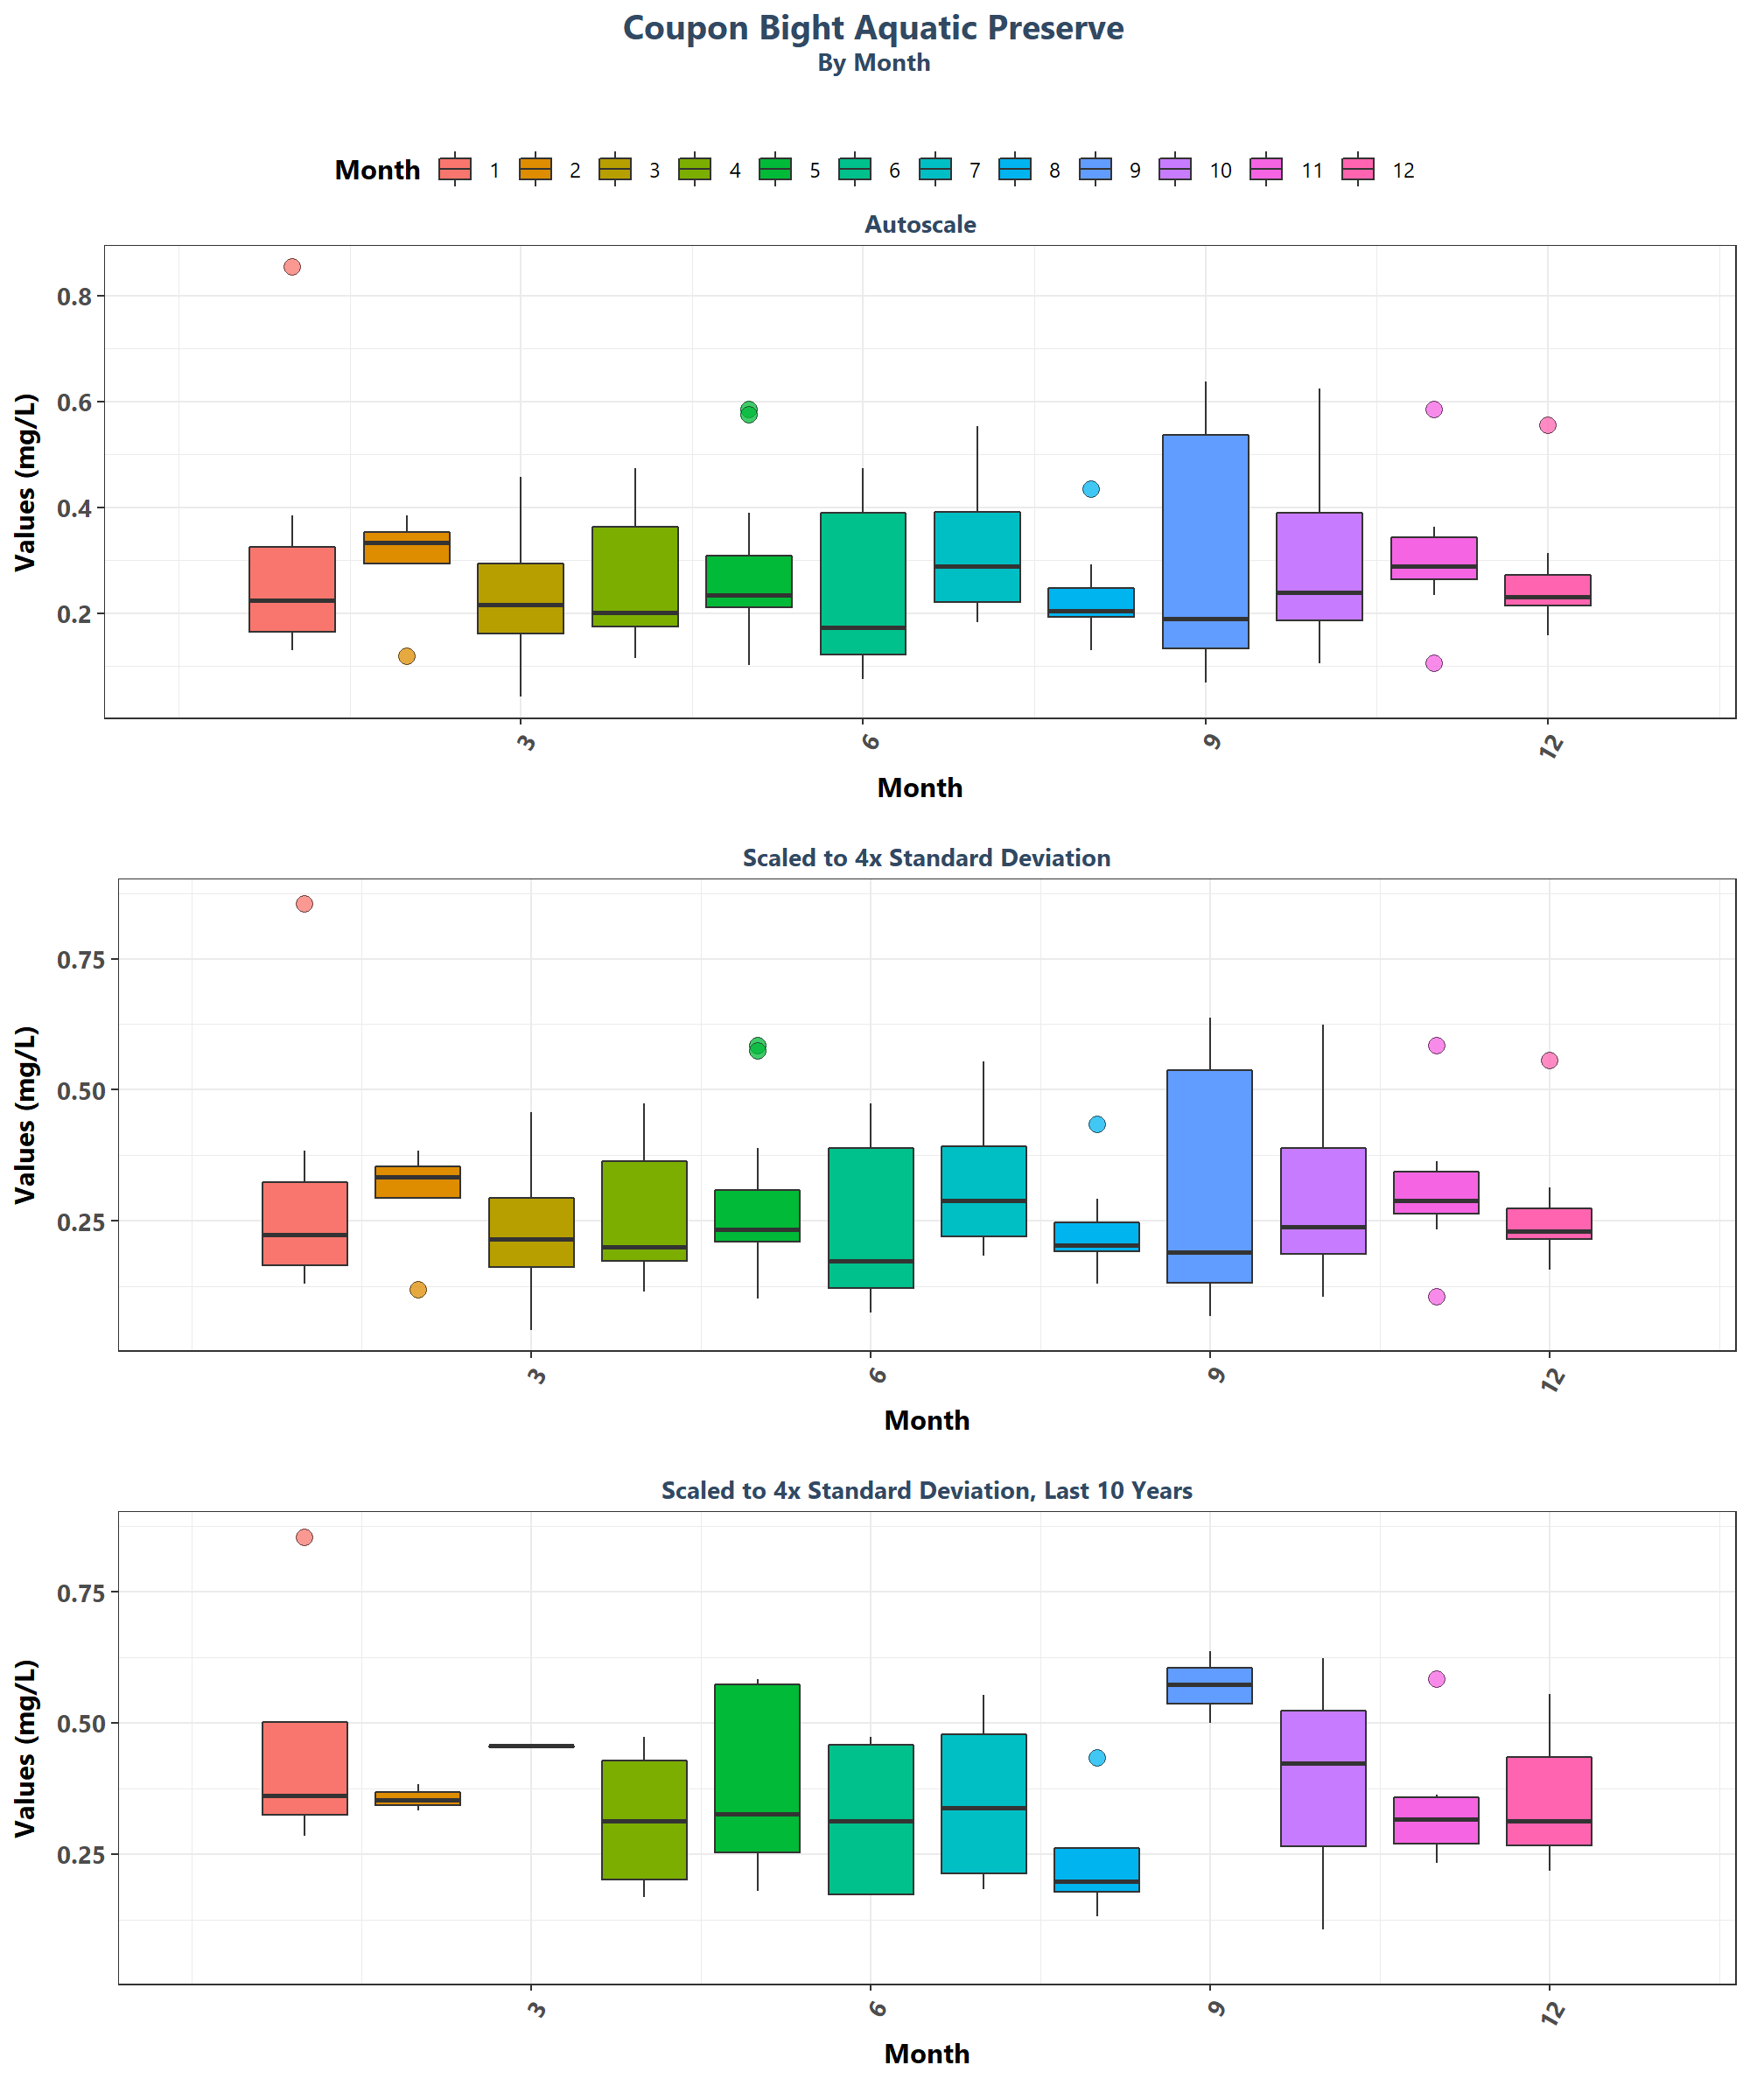 Coupon Bight Aquatic Preserve
By Month
Month 1 2 3 4 5 6 7 8 9 10 11 12
Autoscale
Values (mg/L)
0.8
0.6
0.4
0.2
3 6 9 12
Month
Scaled to 4x Standard Deviation
Values (mg/L)
0.75
0.50
0.25
3 6 9 12
Month
Scaled to 4x Standard Deviation, Last 10 Years
Values (mg/L)
0.75
0.50
0.25
3 6 9 12
Month